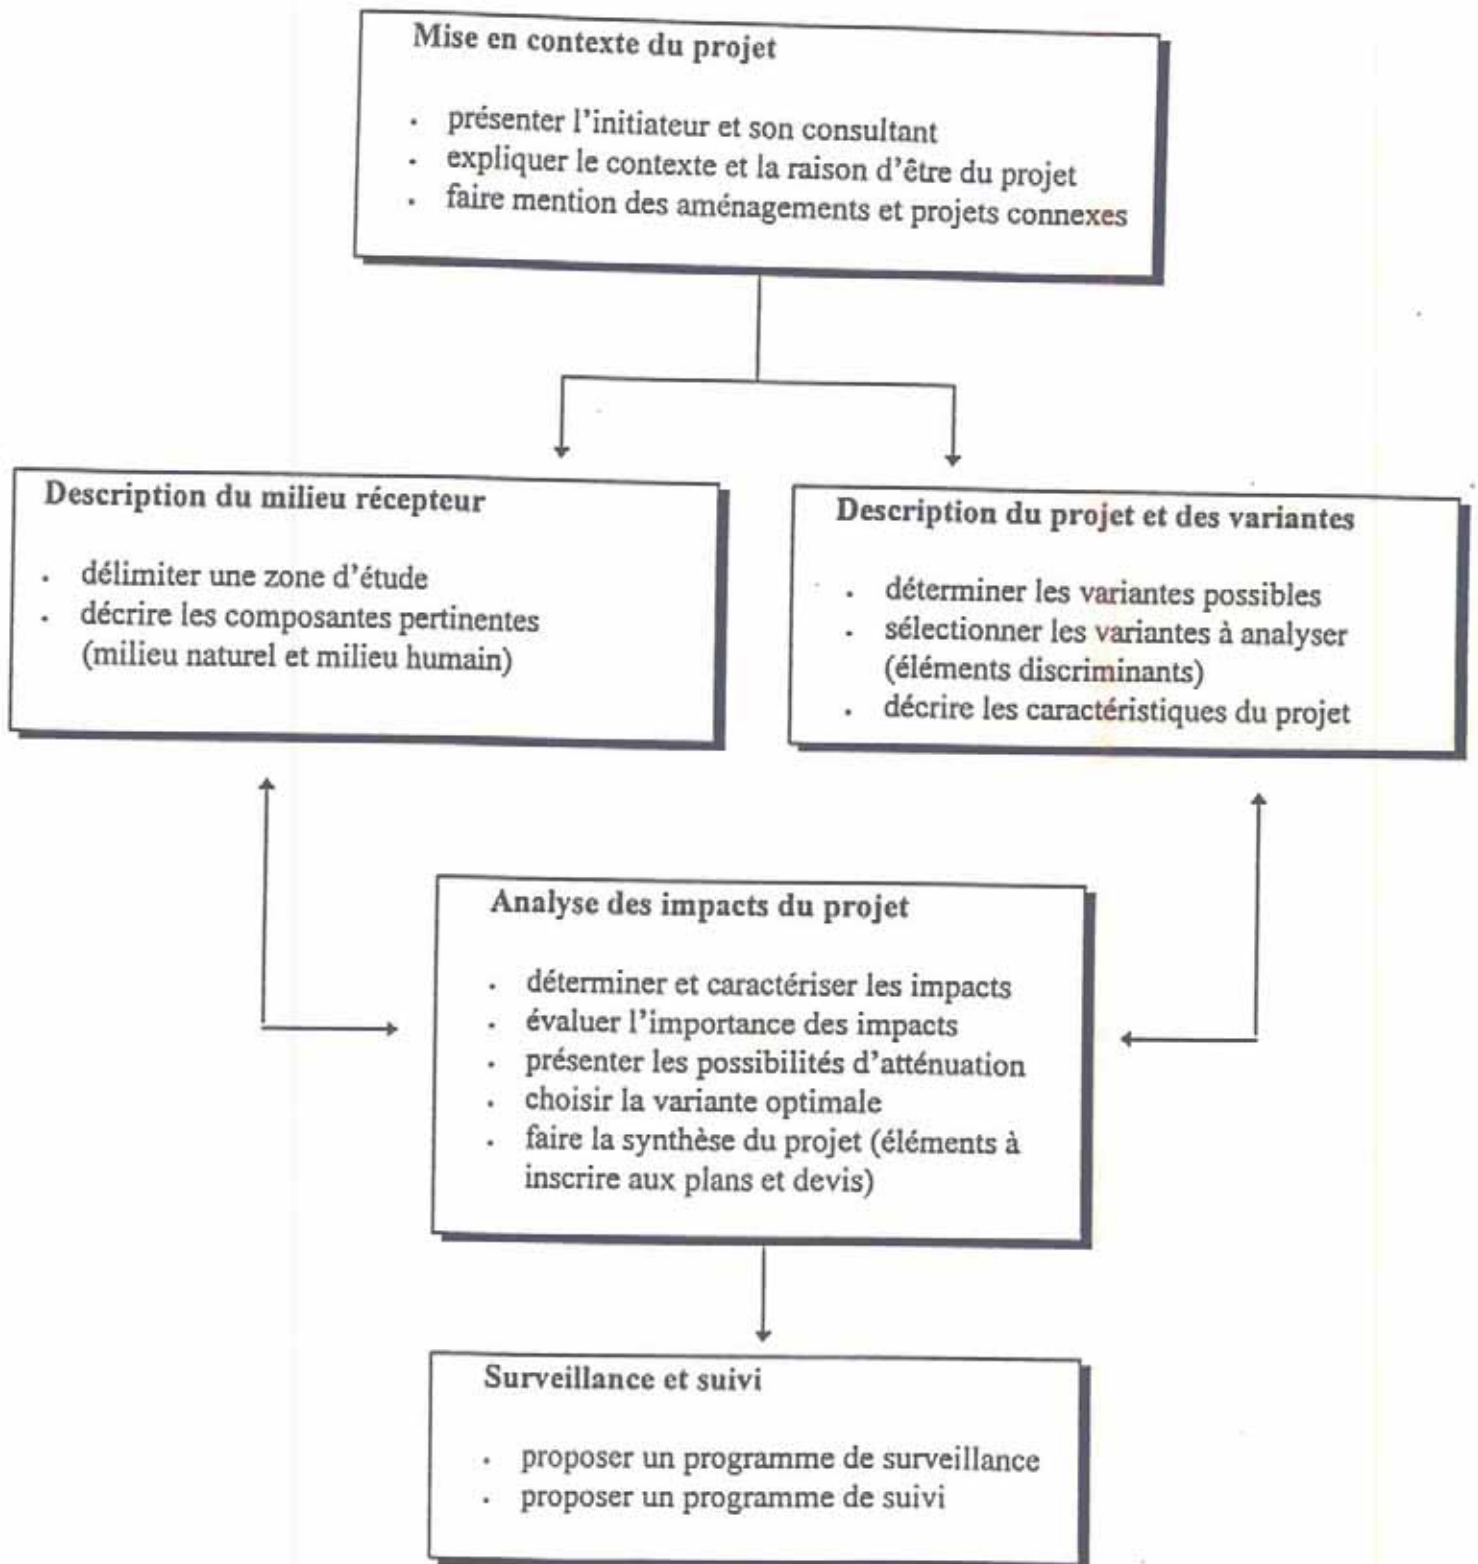 Mise en contexte du projet
. présenter l'initiateur et son consultant
. expliquer le contexte et la raison d'être du projet
. faire mention des aménagements et projets connexes
Description du milieu récepteur
. délimiter une zone d'étude
. décrire les composantes pertinentes
(milieu naturel et milieu humain)
Description du projet et des variantes
. déterminer les variantes possibles
. sélectionner les variantes à analyser
(éléments discriminants)
. décrire les caractéristiques du projet
Analyse des impacts du projet
. déterminer et caractériser les impacts
. évaluer l'importance des impacts
. présenter les possibilités d'atténuation
. choisir la variante optimale
. faire la synthèse du projet (éléments à
inscrire aux plans et devis)
Surveillance et suivi
. proposer un programme de surveillance
. proposer un programme de suivi